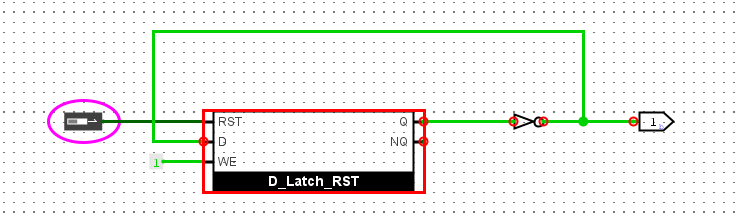 RST Q
D NQ
1 WE
D_Latch_RST
1